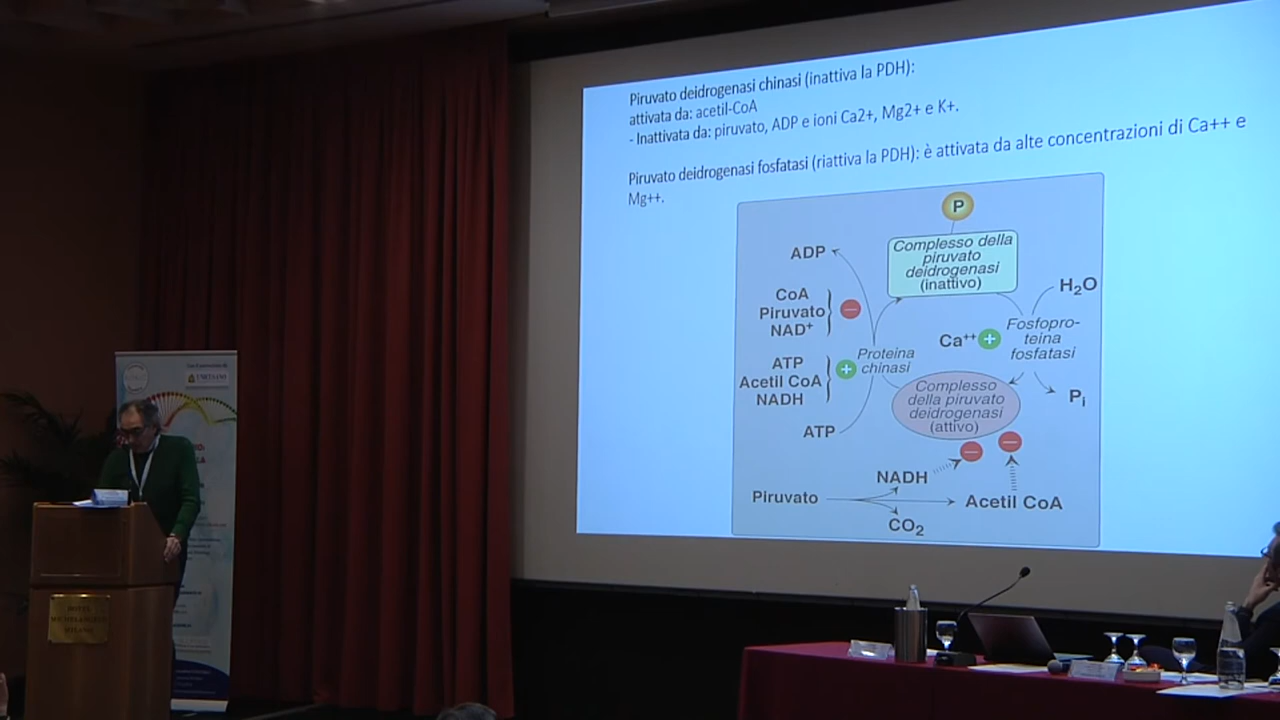 Piruvato deidrogenasi chinasi (inattiva la PDH):
attivata da: acetil-CoA
- Inattivata da: piruvato, ADP e ioni Ca2+, Mg2+ e K+.
Piruvato deidrogenasi fosfatasi (riattiva la PDH): è attivata da alte concentrazioni di Ca++ e
Mg++.
P
Complesso della
piruvato
deidrogenasi
(inattivo)
ADP
H2O
CoA
Piruvato
NAD+
−
Ca++ +
Fosfopro-
teina
fosfatasi
ATP
Acetil CoA
NADH
+
Proteina
chinasi
Complesso
della piruvato
deidrogenasi
(attivo)
Pi
ATP
−
−
NADH
Piruvato
Acetil CoA
CO2
HOTEL
MICHELANGELO
MILANO